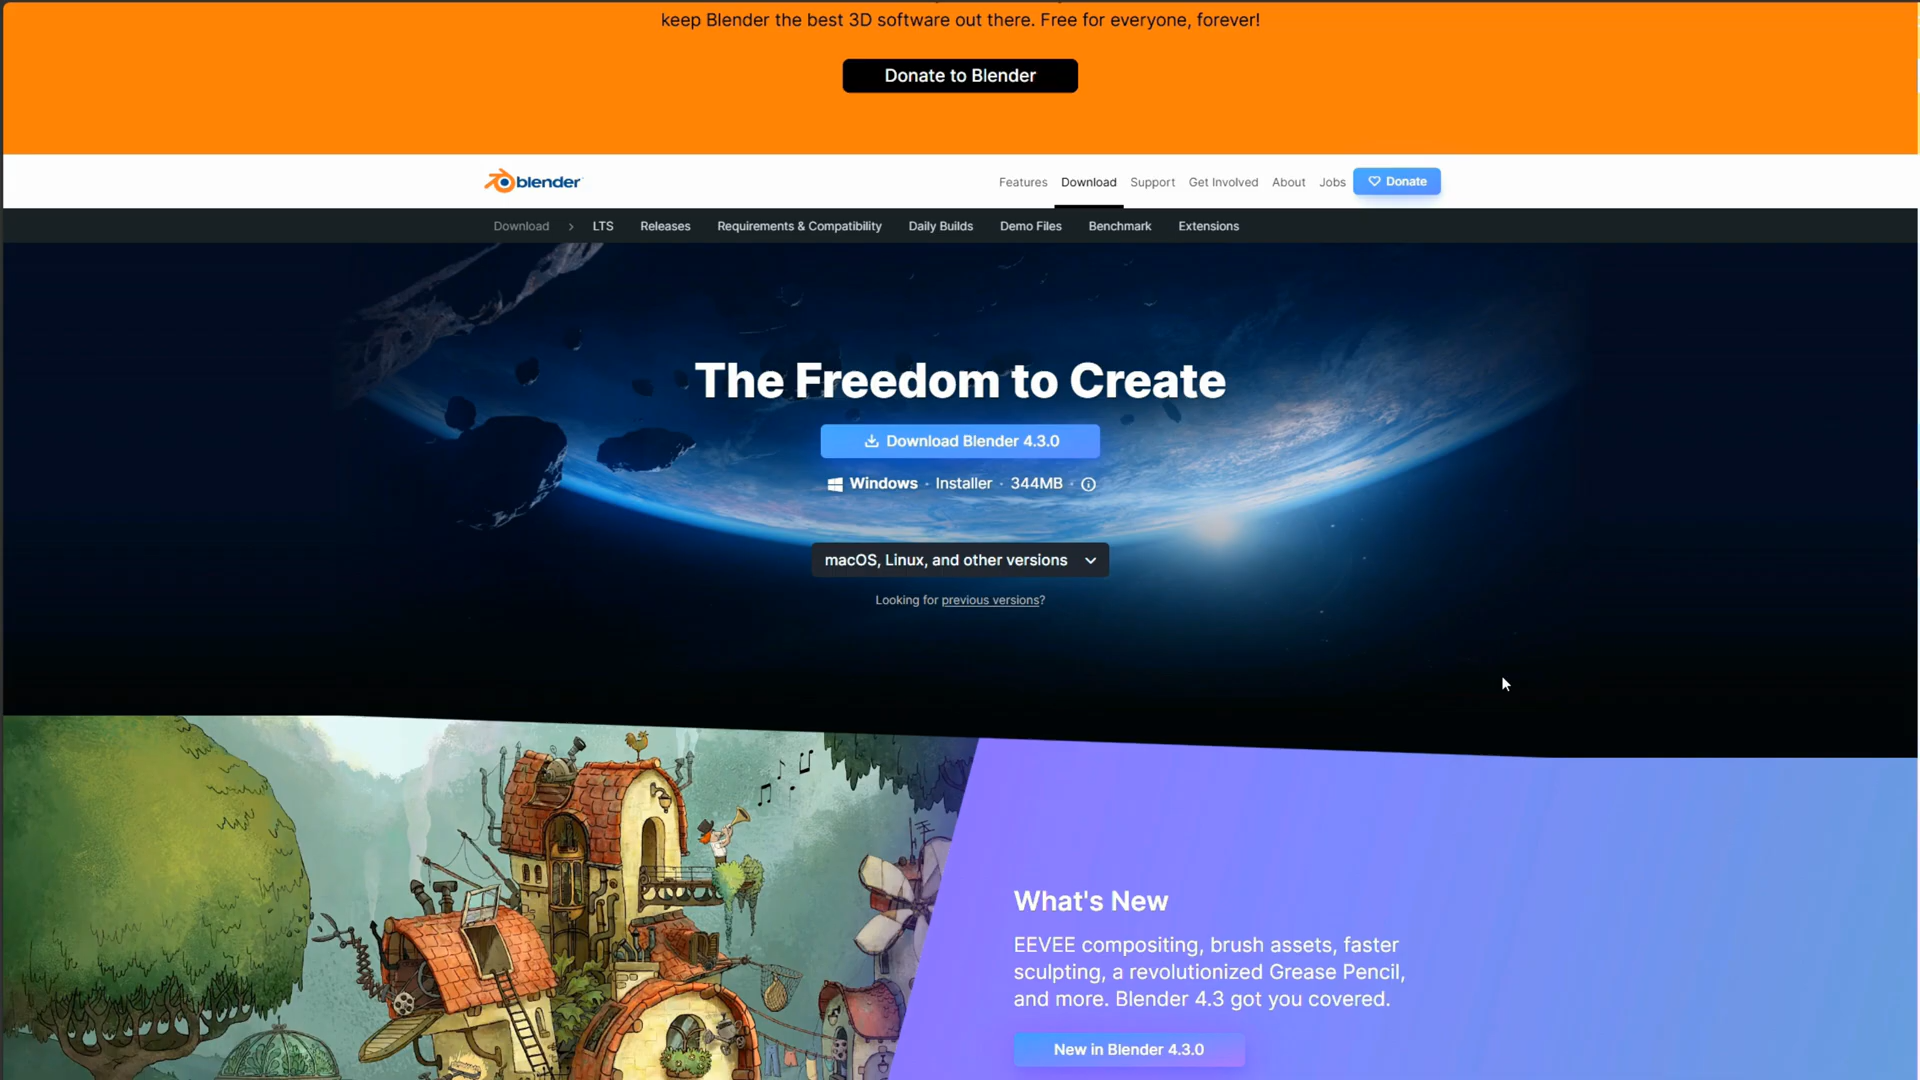 keep Blender the best 3D software out there. Free for everyone, forever!
Donate to Blender
blender
Features
Download
Support
Get Involved
About
Jobs
Donate
Download
LTS
Releases
Requirements & Compatibility
Daily Builds
Demo Files
Benchmark
Extensions
The Freedom to Create
Download Blender 4.3.0
Windows · Installer · 344MB ·
macOS, Linux, and other versions
Looking for previous versions?
What's New
EEVEE compositing, brush assets, faster
sculpting, a revolutionized Grease Pencil,
and more. Blender 4.3 got you covered.
New in Blender 4.3.0